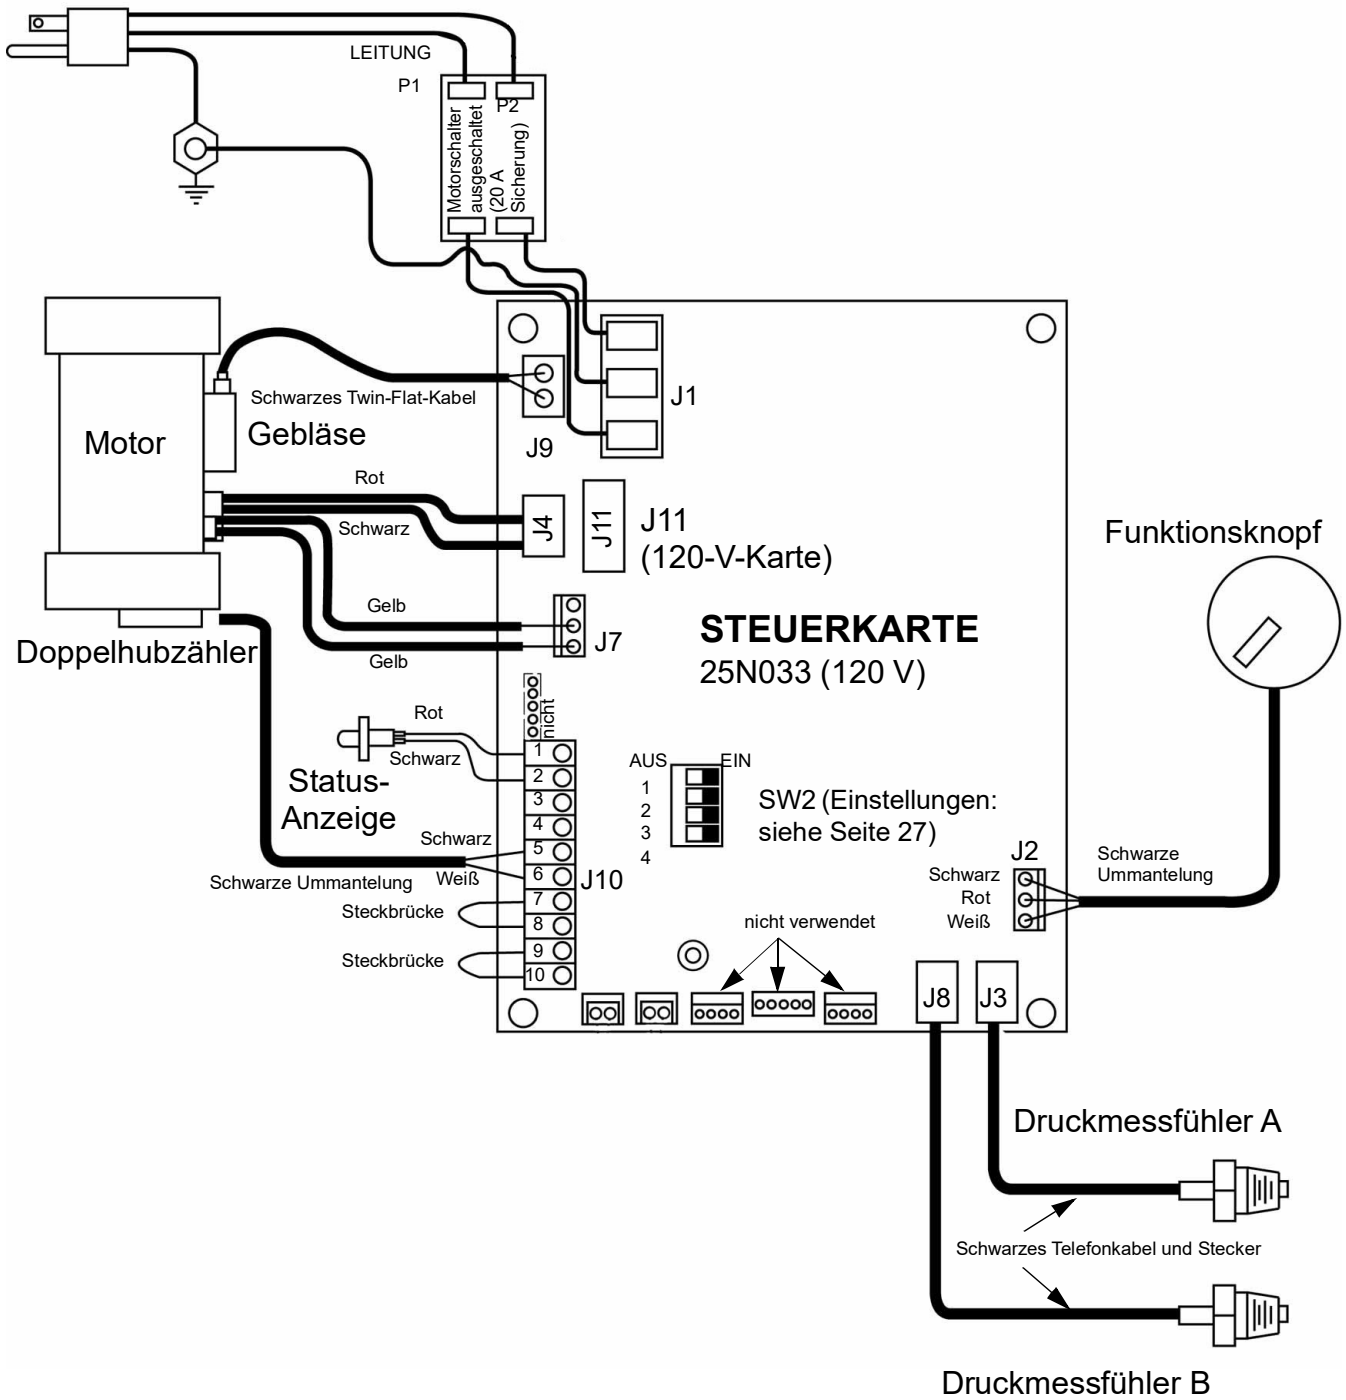 LEITUNG
P1
P2
Motorschalter
ausgeschaltet
(20 A
Sicherung)
J1
Schwarzes Twin-Flat-Kabel
Motor
Gebläse
J9
Rot
Schwarz
J4
J11
J11
(120-V-Karte)
Funktionsknopf
Gelb
Gelb
J7
STEUERKARTE
25N033 (120 V)
Doppelhubzähler
nicht
Rot
Schwarz
Status-
Anzeige
1
2
3
4
5
6
7
8
9
10
J10
AUS
EIN
1
2
3
4
SW2 (Einstellungen:
siehe Seite 27)
Schwarz
Weiß
Schwarze Ummantelung
Steckbrücke
Steckbrücke
J2
Schwarz
Rot
Weiß
Schwarze
Ummantelung
nicht verwendet
J8
J3
Druckmessfühler A
Schwarzes Telefonkabel und Stecker
Druckmessfühler B